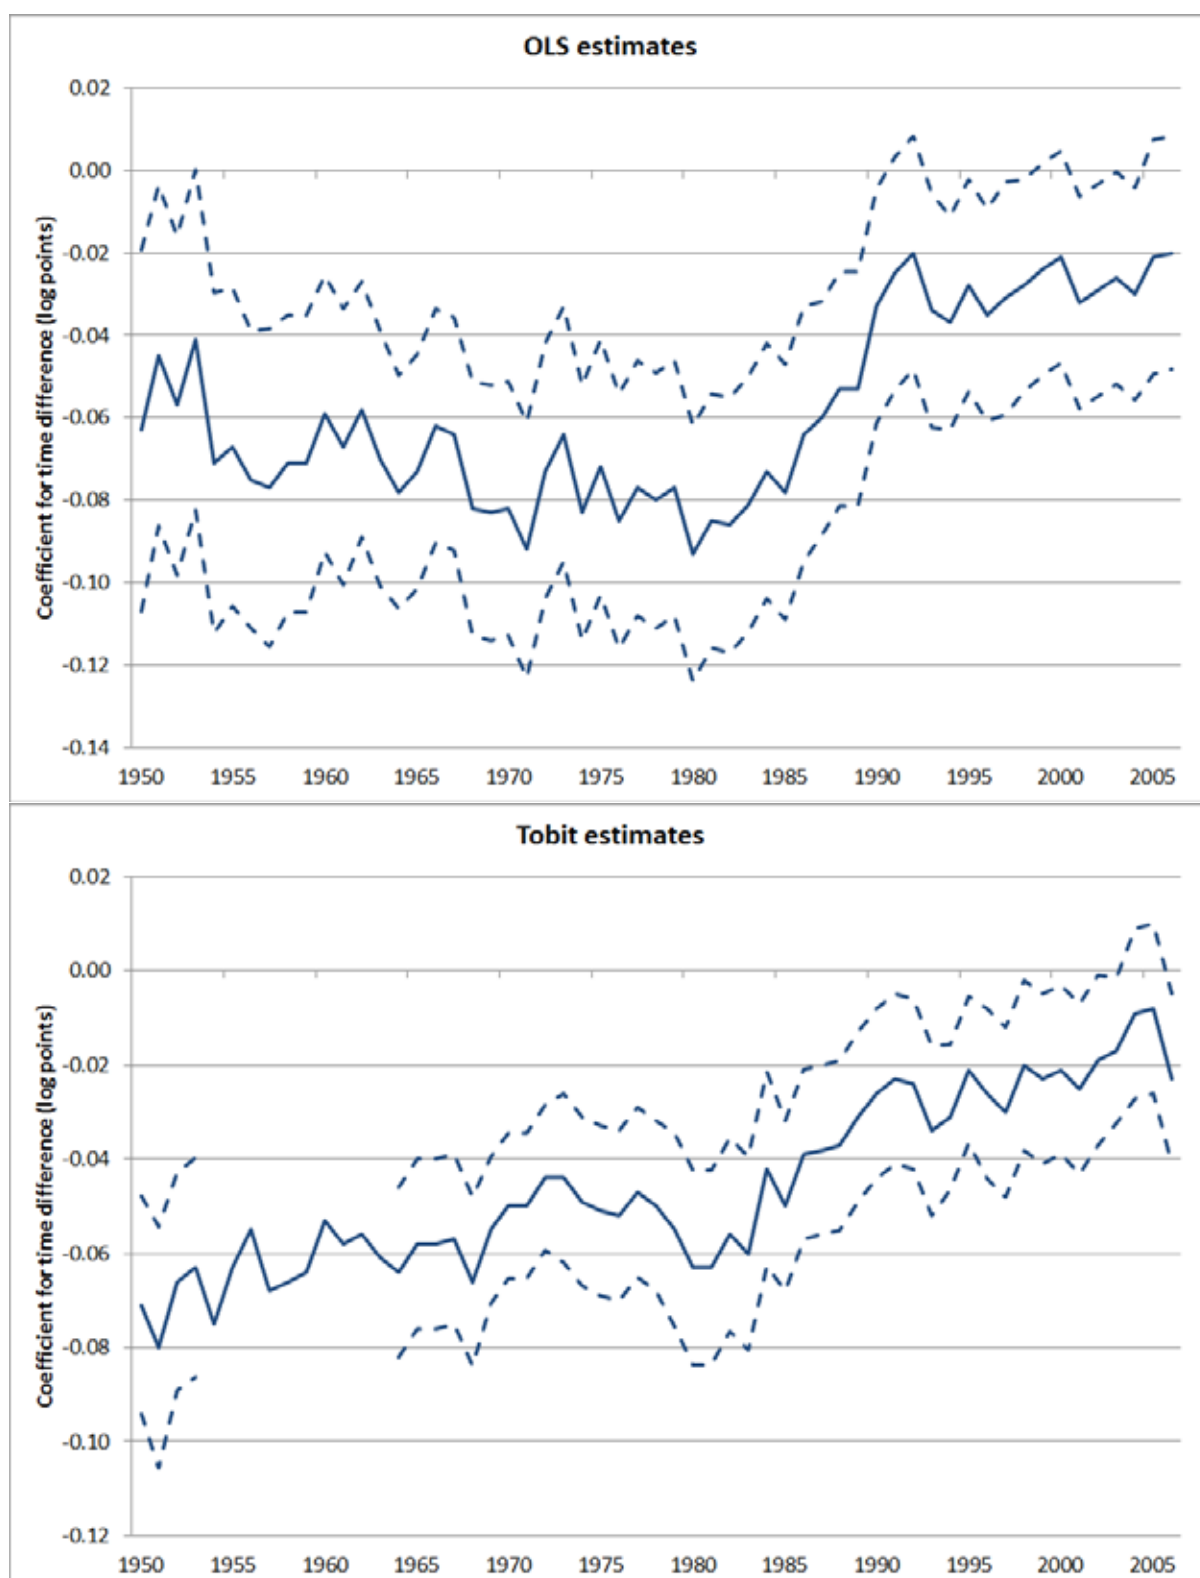 OLS estimates
Coefficient for time difference (log points)
0.02
0.00
-0.02
-0.04
-0.06
-0.08
-0.10
-0.12
-0.14
1950 1955 1960 1965 1970 1975 1980 1985 1990 1995 2000 2005
Tobit estimates
Coefficient for time difference (log points)
0.02
0.00
-0.02
-0.04
-0.06
-0.08
-0.10
-0.12
1950 1955 1960 1965 1970 1975 1980 1985 1990 1995 2000 2005